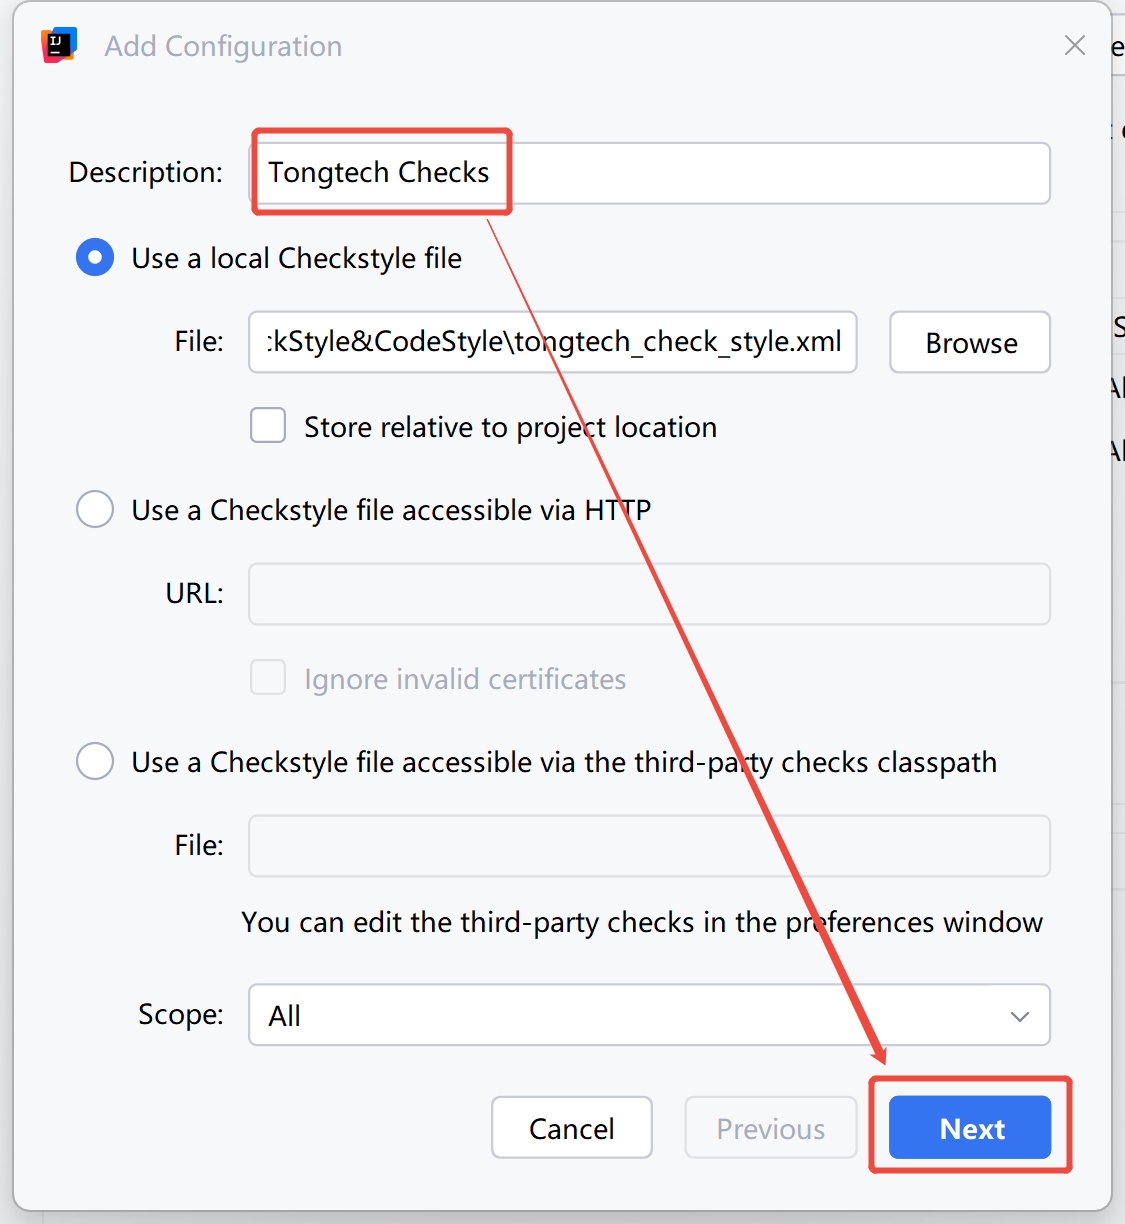 Add Configuration
Description: Tongtech Checks
Use a local Checkstyle file
File: ckStyle&CodeStyle\tongtech_check_style.xml Browse
Store relative to project location
Use a Checkstyle file accessible via HTTP
URL:
Ignore invalid certificates
Use a Checkstyle file accessible via the third-party checks classpath
File:
You can edit the third-party checks in the preferences window
Scope: All
Cancel Previous Next